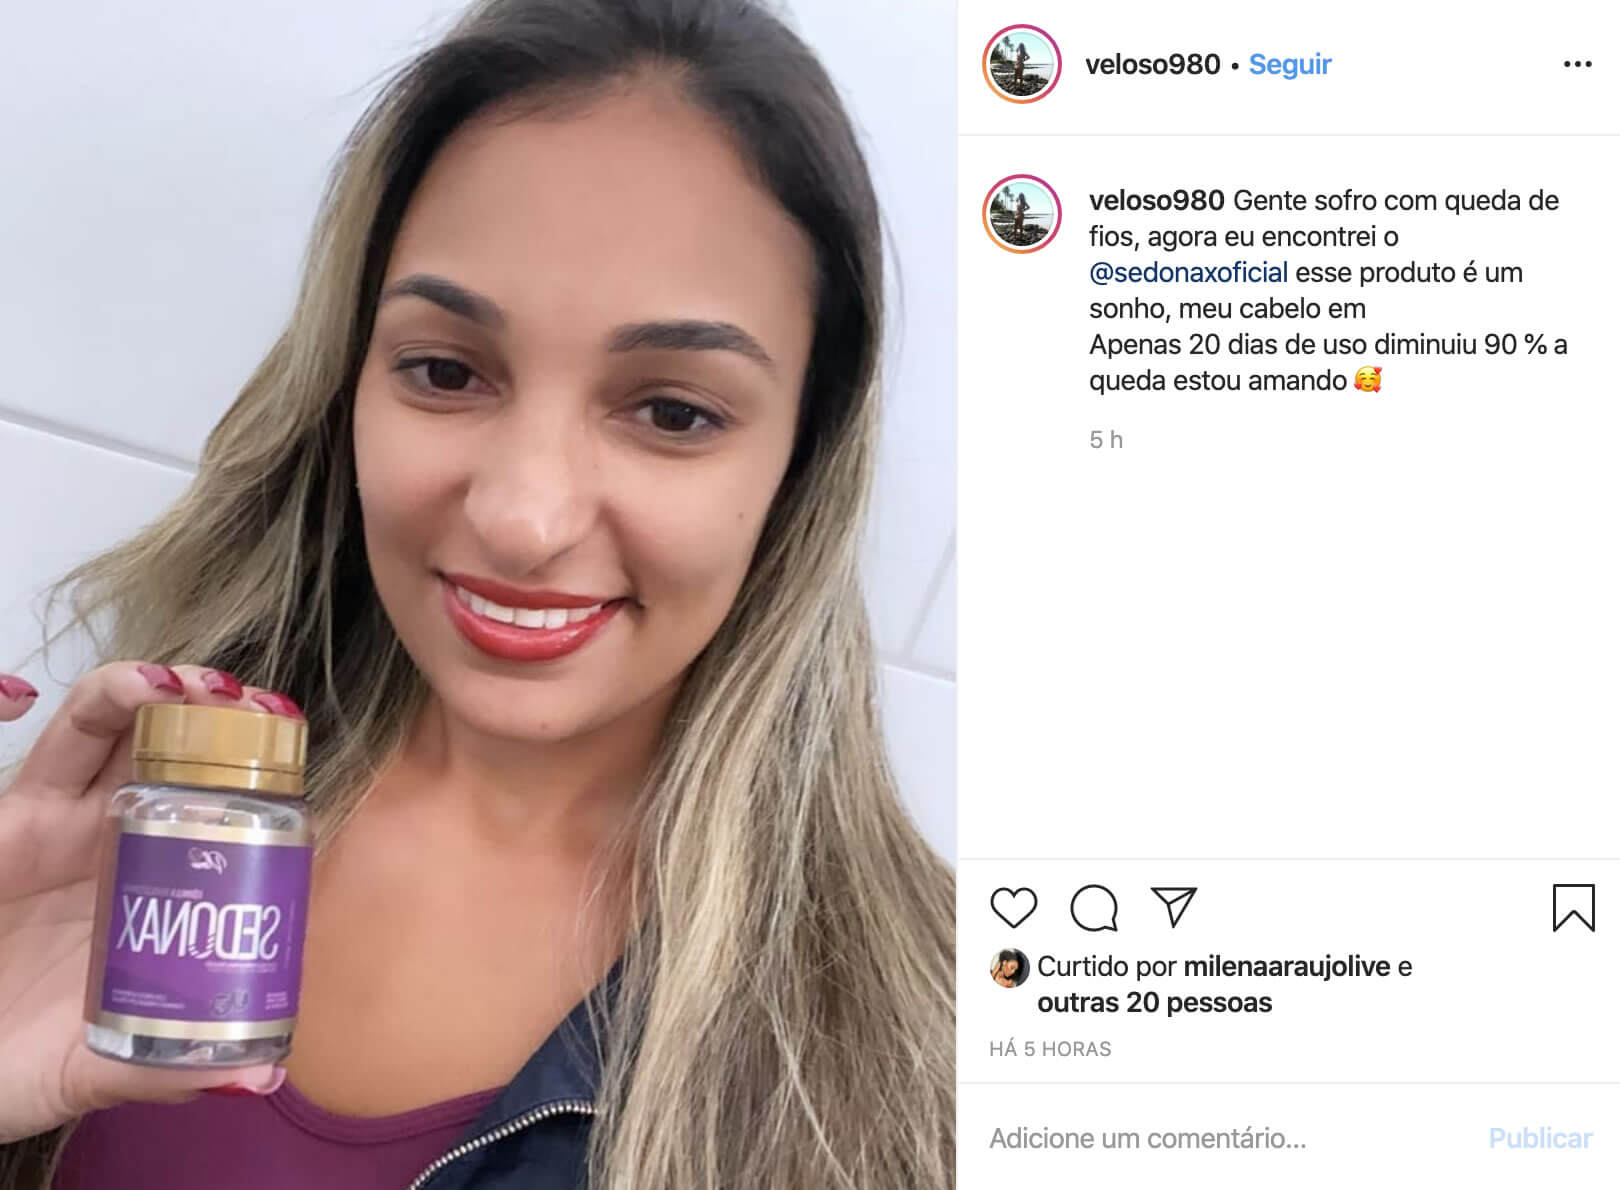 veloso980 • Seguir
veloso980 Gente sofro com queda de
fios, agora eu encontrei o
@sedonaxoficial esse produto é um
sonho, meu cabelo em
Apenas 20 dias de uso diminuiu 90 % a
queda estou amando 🥰
5 h
SEDONAX
Curtido por milenaaraujolive e
outras 20 pessoas
HÁ 5 HORAS
Adicione um comentário...
Publicar